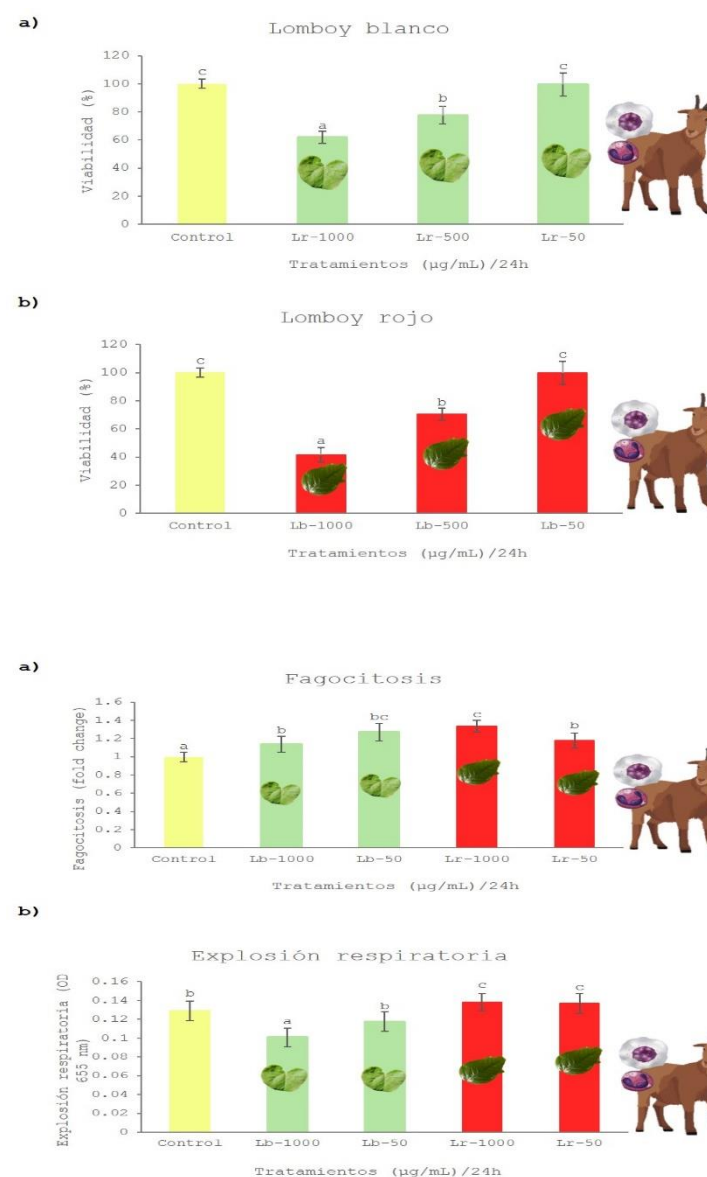 a)
Lomboy blanco
Viabilidad (%)
120
100
80
60
40
20
0
c
a
b
c
Control Lr-1000 Lr-500 Lr-50
Tratamientos (µg/mL)/24h
b)
Lomboy rojo
Viabilidad (%)
120
100
80
60
40
20
0
c
a
b
c
Control Lb-1000 Lb-500 Lb-50
Tratamientos (µg/mL)/24h
a)
Fagocitosis
Fagocitosis (fold change)
1.6
1.4
1.2
1
0.8
0.6
0.4
0.2
0
a
b
bc
c
b
Control Lb-1000 Lb-50 Lr-1000 Lr-50
Tratamientos (µg/mL)/24h
b)
Explosión respiratoria
Explosión respiratoria (OD
655 nm)
0.16
0.14
0.12
0.1
0.08
0.06
0.04
0.02
0
b
a
b
c
c
Control Lb-1000 Lb-50 Lr-1000 Lr-50
Tratamientos (µg/mL)/24h